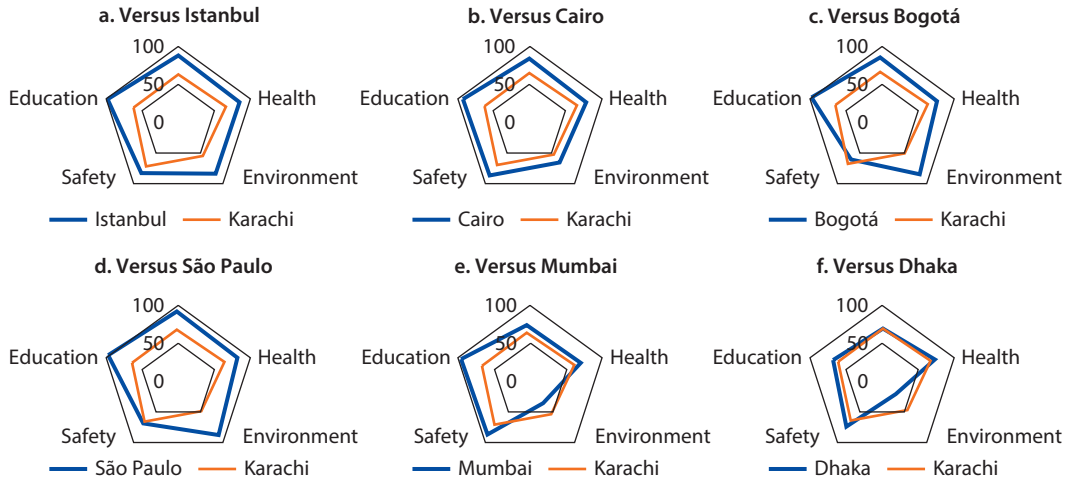 a. Versus Istanbul
100
50
0
Education
Health
Safety
Environment
Istanbul Karachi
b. Versus Cairo
100
50
0
Education
Health
Safety
Environment
Cairo Karachi
c. Versus Bogotá
100
50
0
Education
Health
Safety
Environment
Bogotá Karachi
d. Versus São Paulo
100
50
0
Education
Health
Safety
Environment
São Paulo Karachi
e. Versus Mumbai
100
50
0
Education
Health
Safety
Environment
Mumbai Karachi
f. Versus Dhaka
100
50
0
Education
Health
Safety
Environment
Dhaka Karachi